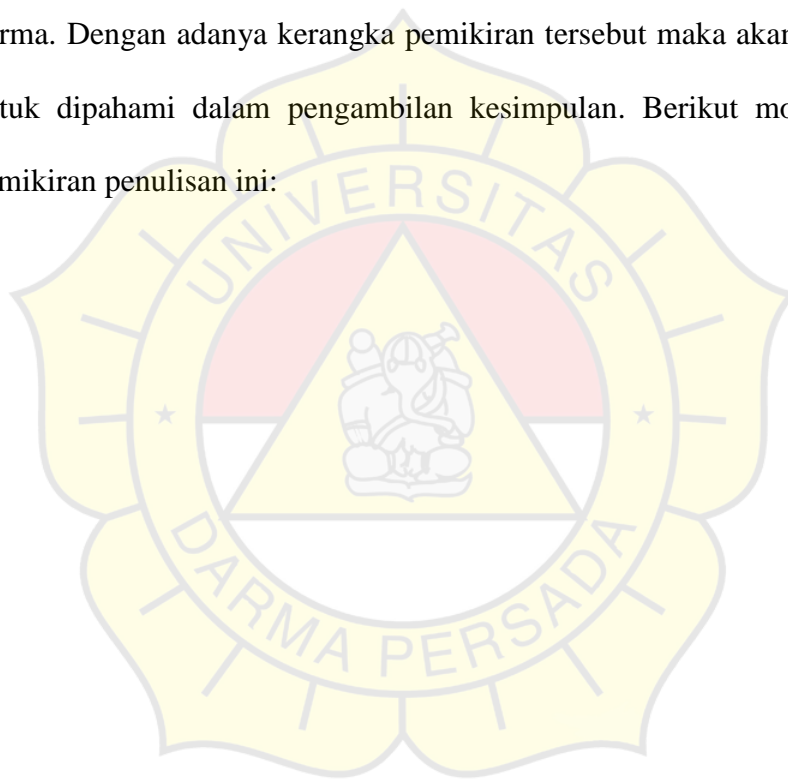 rma. Dengan adanya kerangka pemikiran tersebut maka akan
tuk dipahami dalam pengambilan kesimpulan. Berikut mo
mikiran penulisan ini:
UNIVERSITAS
DARMA PERSADA